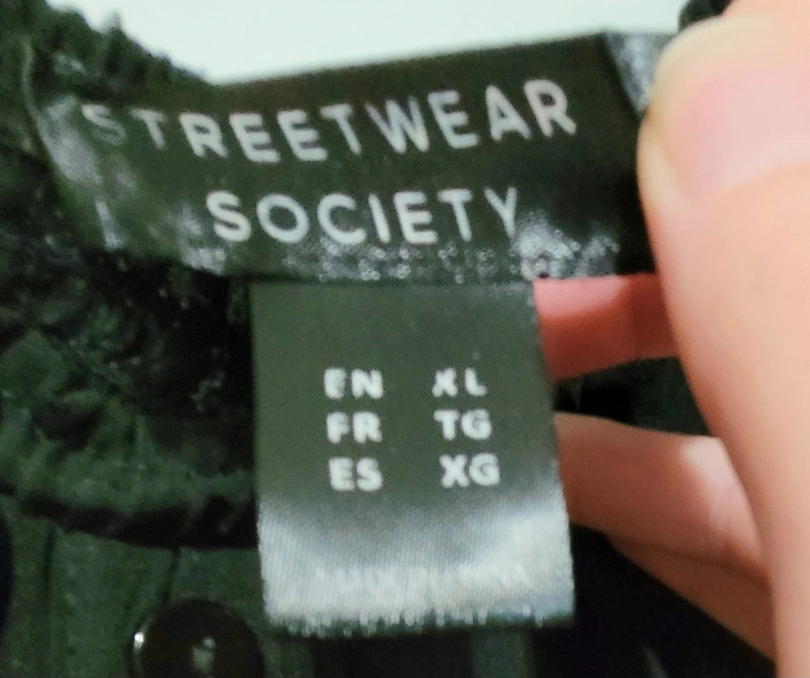 STREETWEAR
SOCIETY
EN XL
FR TG
ES XG